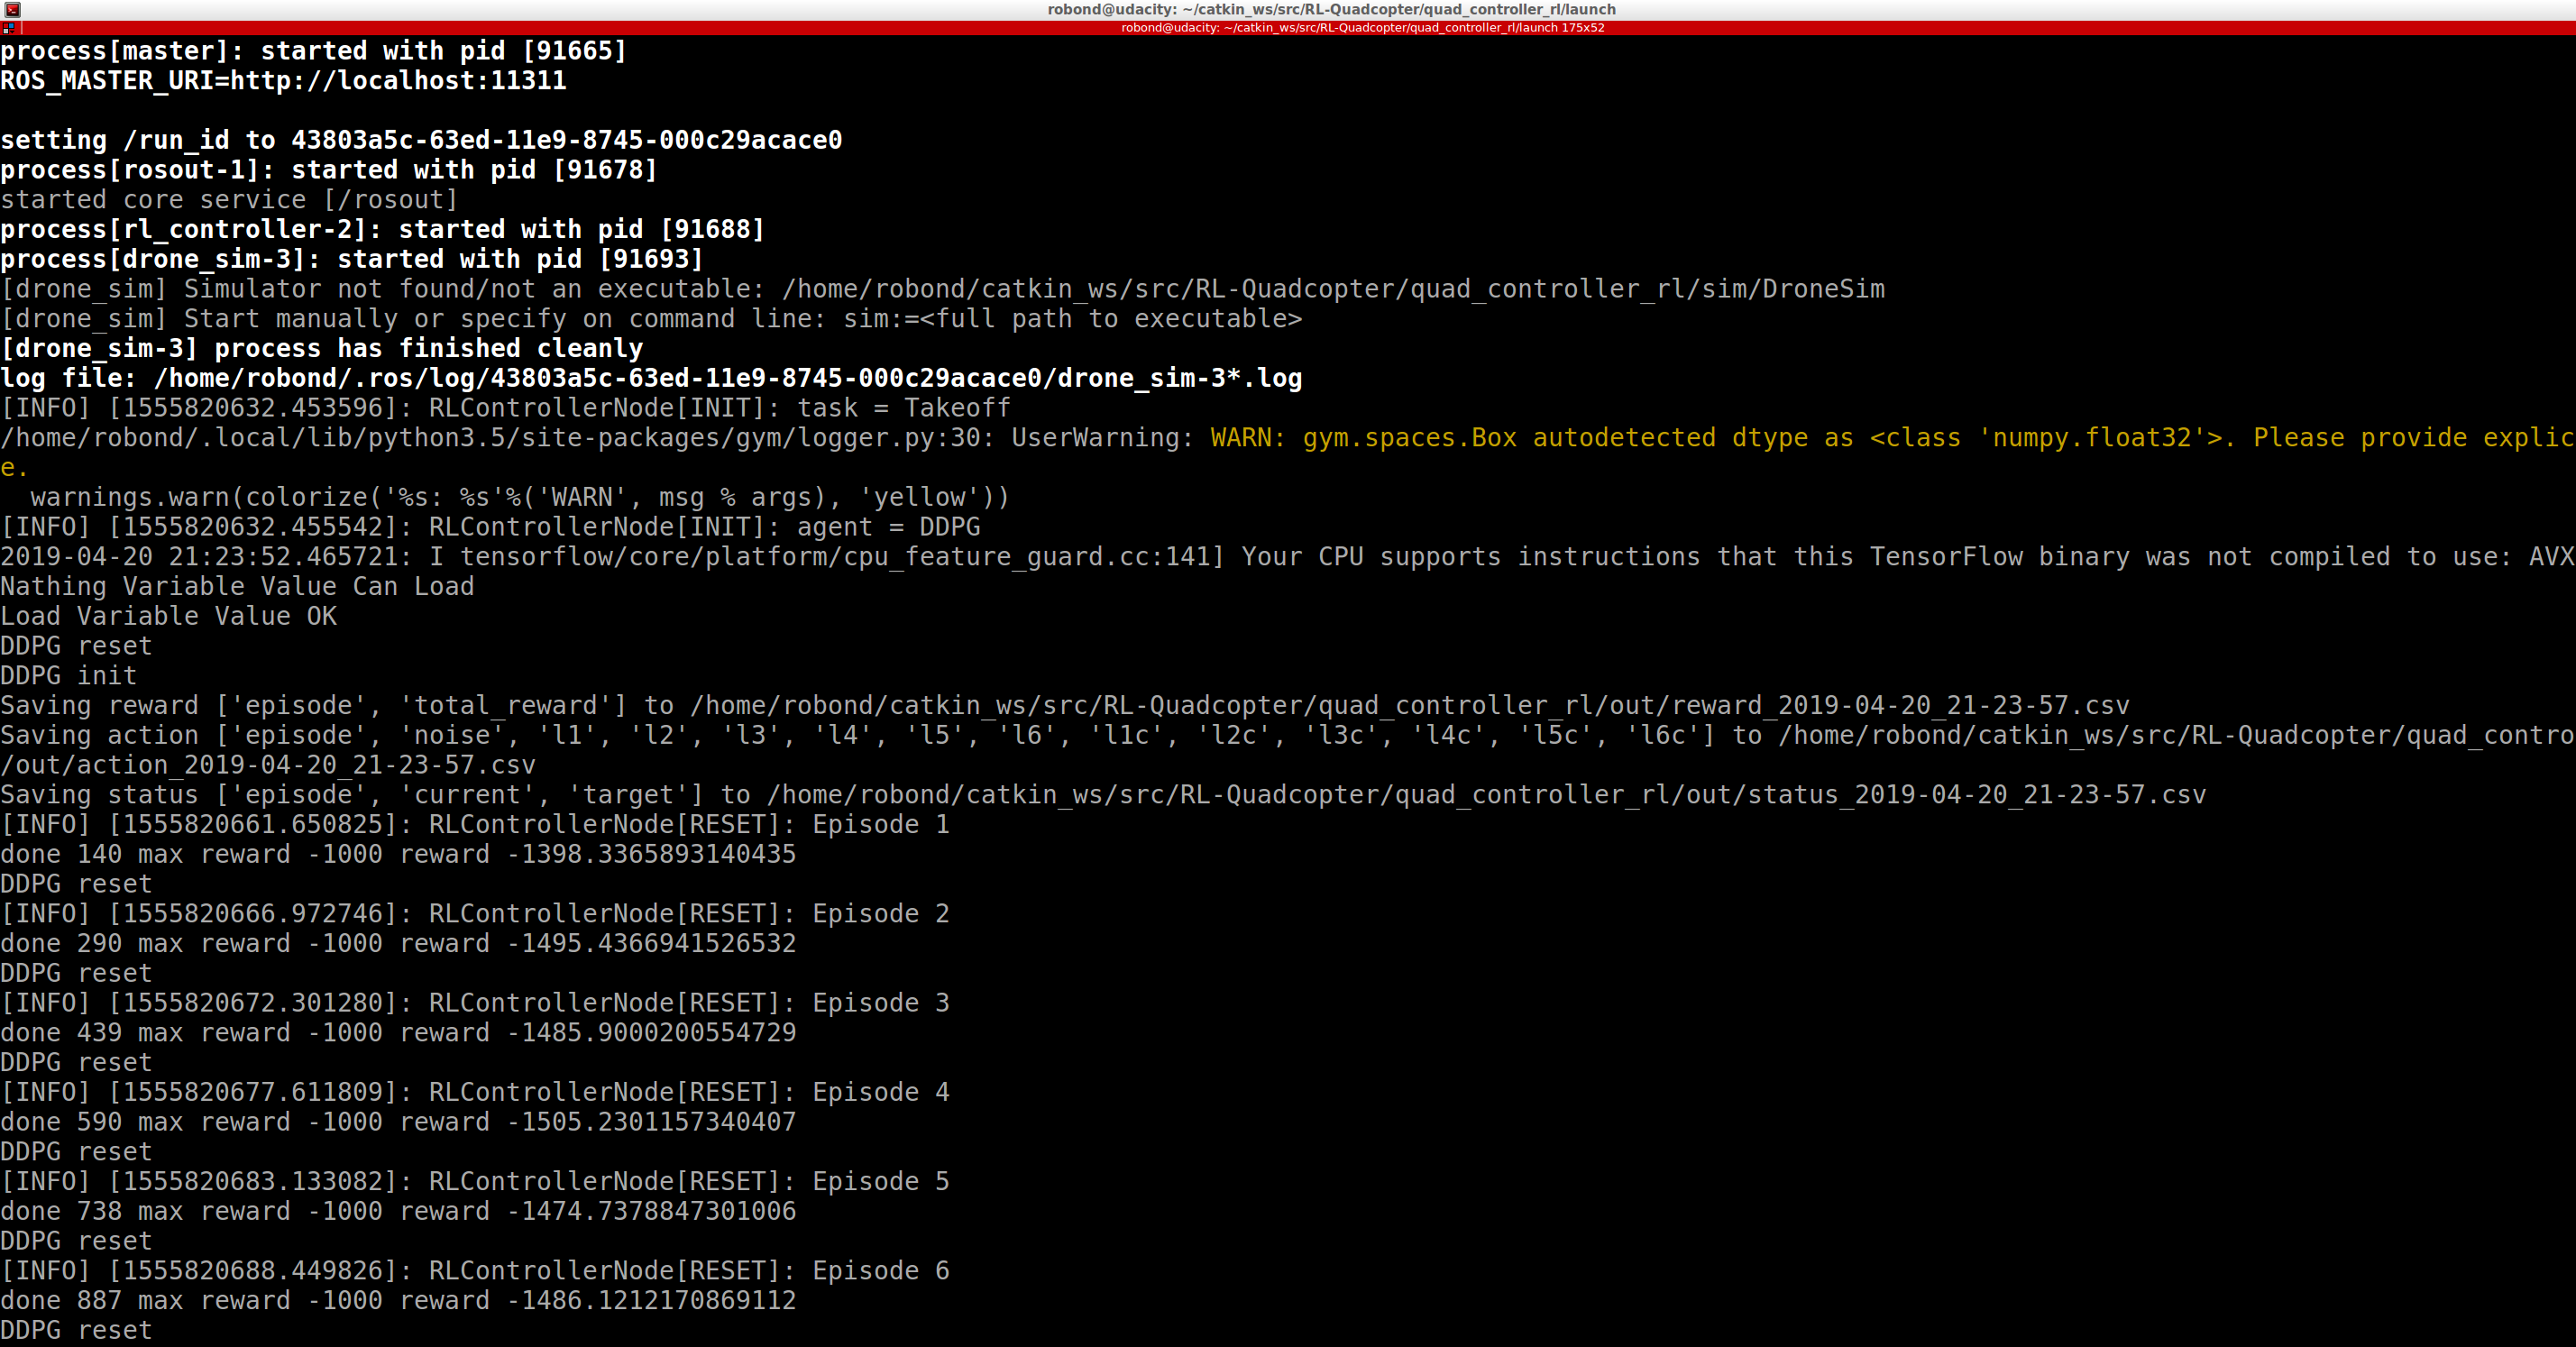 robond@udacity: ~/catkin_ws/src/RL-Quadcopter/quad_controller_rl/launch
robond@udacity: ~/catkin_ws/src/RL-Quadcopter/quad_controller_rl/launch 175x52
process[master]: started with pid [91665]
ROS_MASTER_URI=http://localhost:11311
setting /run_id to 43803a5c-63ed-11e9-8745-000c29acace0
process[rosout-1]: started with pid [91678]
started core service [/rosout]
process[rl_controller-2]: started with pid [91688]
process[drone_sim-3]: started with pid [91693]
[drone_sim] Simulator not found/not an executable: /home/robond/catkin_ws/src/RL-Quadcopter/quad_controller_rl/sim/DroneSim
[drone_sim] Start manually or specify on command line: sim:=<full path to executable>
[drone_sim-3] process has finished cleanly
log file: /home/robond/.ros/log/43803a5c-63ed-11e9-8745-000c29acace0/drone_sim-3*.log
[INFO] [1555820632.453596]: RLControllerNode[INIT]: task = Takeoff
/home/robond/.local/lib/python3.5/site-packages/gym/logger.py:30: UserWarning: WARN: gym.spaces.Box autodetected dtype as <class 'numpy.float32'>. Please provide explic
e.
  warnings.warn(colorize('%s: %s'%('WARN', msg % args), 'yellow'))
[INFO] [1555820632.455542]: RLControllerNode[INIT]: agent = DDPG
2019-04-20 21:23:52.465721: I tensorflow/core/platform/cpu_feature_guard.cc:141] Your CPU supports instructions that this TensorFlow binary was not compiled to use: AVX
Nathing Variable Value Can Load
Load Variable Value OK
DDPG reset
DDPG init
Saving reward ['episode', 'total_reward'] to /home/robond/catkin_ws/src/RL-Quadcopter/quad_controller_rl/out/reward_2019-04-20_21-23-57.csv
Saving action ['episode', 'noise', 'l1', 'l2', 'l3', 'l4', 'l5', 'l6', 'l1c', 'l2c', 'l3c', 'l4c', 'l5c', 'l6c'] to /home/robond/catkin_ws/src/RL-Quadcopter/quad_contro
/out/action_2019-04-20_21-23-57.csv
Saving status ['episode', 'current', 'target'] to /home/robond/catkin_ws/src/RL-Quadcopter/quad_controller_rl/out/status_2019-04-20_21-23-57.csv
[INFO] [1555820661.650825]: RLControllerNode[RESET]: Episode 1
done 140 max reward -1000 reward -1398.3365893140435
DDPG reset
[INFO] [1555820666.972746]: RLControllerNode[RESET]: Episode 2
done 290 max reward -1000 reward -1495.4366941526532
DDPG reset
[INFO] [1555820672.301280]: RLControllerNode[RESET]: Episode 3
done 439 max reward -1000 reward -1485.9000200554729
DDPG reset
[INFO] [1555820677.611809]: RLControllerNode[RESET]: Episode 4
done 590 max reward -1000 reward -1505.2301157340407
DDPG reset
[INFO] [1555820683.133082]: RLControllerNode[RESET]: Episode 5
done 738 max reward -1000 reward -1474.7378847301006
DDPG reset
[INFO] [1555820688.449826]: RLControllerNode[RESET]: Episode 6
done 887 max reward -1000 reward -1486.1212170869112
DDPG reset